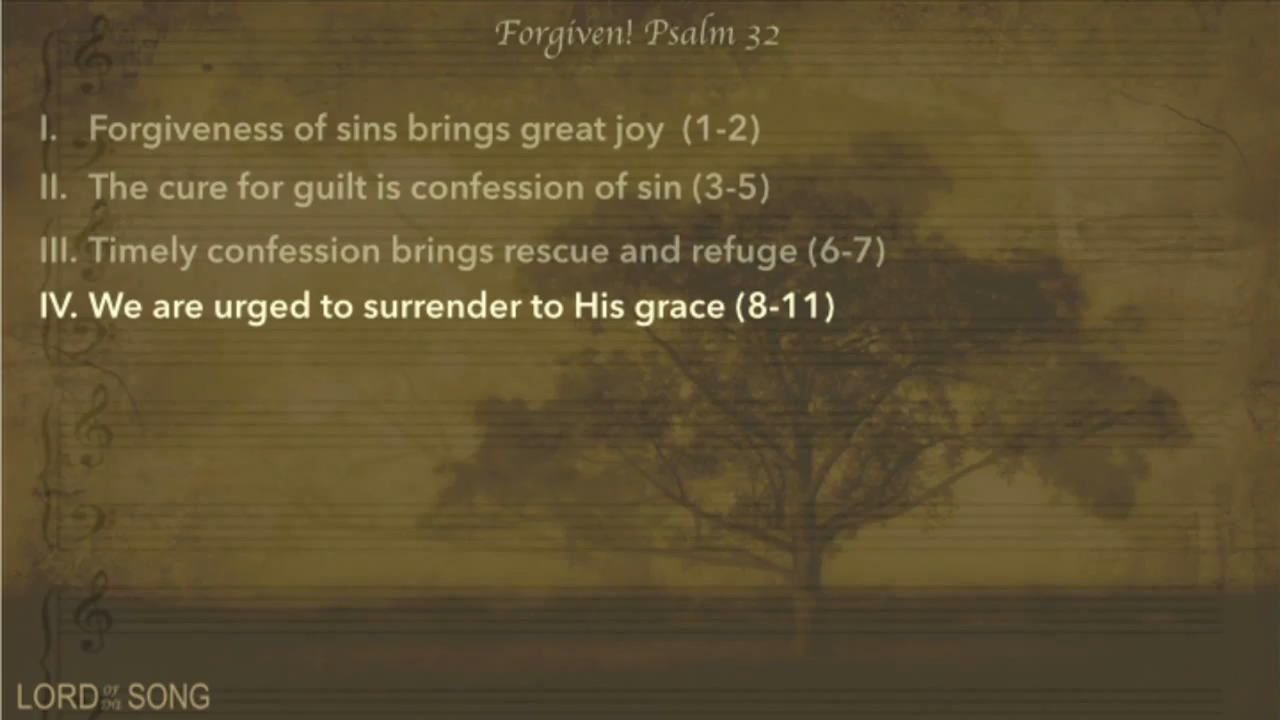 Forgiven! Psalm 32
I. Forgiveness of sins brings great joy (1-2)
II. The cure for guilt is confession of sin (3-5)
III. Timely confession brings rescue and refuge (6-7)
IV. We are urged to surrender to His grace (8-11)
LORD of SONG